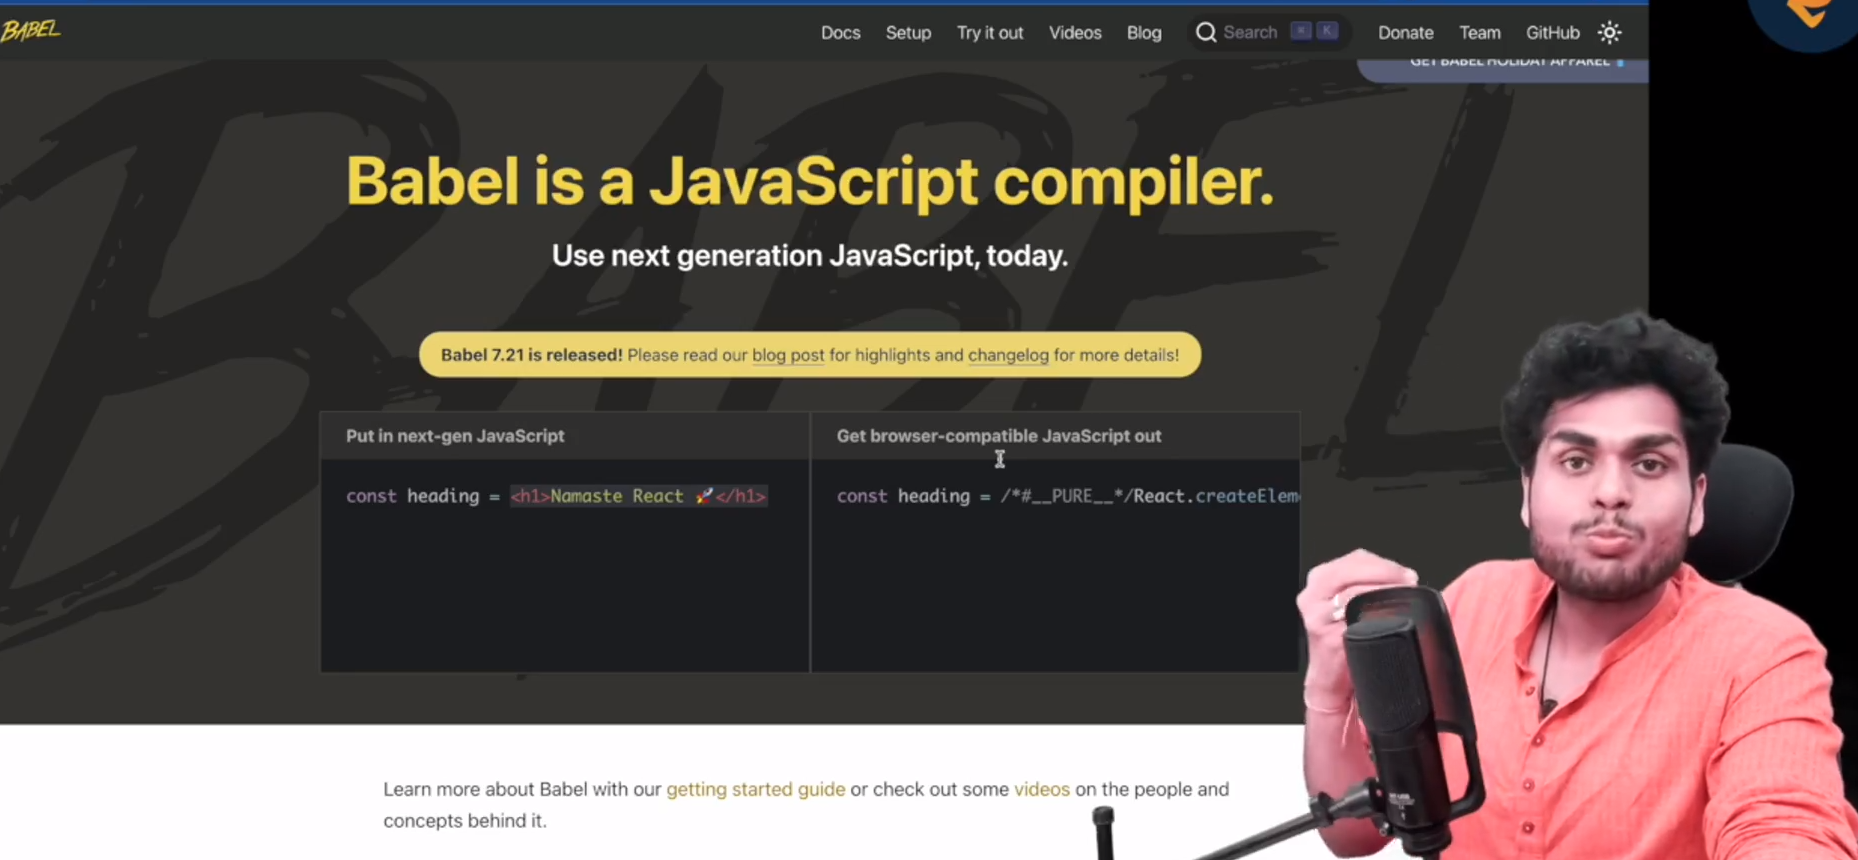 BABEL
Docs Setup Try it out Videos Blog Search ⌘ K Donate Team GitHub
GET BABEL HOLIDAY APPAREL
BABEL
Babel is a JavaScript compiler.
Use next generation JavaScript, today.
Babel 7.21 is released! Please read our blog post for highlights and changelog for more details!
Put in next-gen JavaScript
Get browser-compatible JavaScript out
const heading = <h1>Namaste React 🚀</h1>
const heading = /*#__PURE__*/React.createElem
Learn more about Babel with our getting started guide or check out some videos on the people and
concepts behind it.